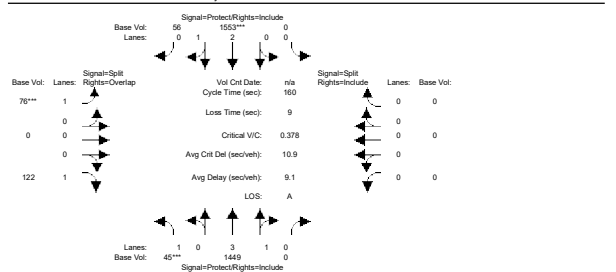 Signal=Protect/Rights=Include
Base Vol: 56 1553*** 0
Lanes: 0 1 2 0 0
Signal=Split
Base Vol: Lanes: Rights=Overlap
Vol Cnt Date: n/a
Signal=Split
Rights=Include Lanes: Base Vol:
Cycle Time (sec): 160
76*** 1 0 0
0
Loss Time (sec): 9
0
0 0
Critical V/C: 0.378
0 0
0
Avg Crit Del (sec/veh): 10.9
0
122 1
Avg Delay (sec/veh): 9.1
0 0
LOS: A
Lanes: 1 0 3 1 0
Base Vol: 45*** 1449 0
Signal=Protect/Rights=Include